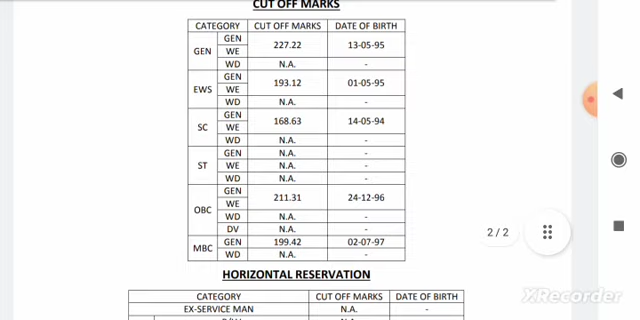 CUT OFF MARKS
CATEGORY CUT OFF MARKS DATE OF BIRTH
GEN GEN 227.22 13-05-95
WE
WD N.A. -
EWS GEN 193.12 01-05-95
WE
WD N.A. -
SC GEN 168.63 14-05-94
WE
WD N.A. -
ST GEN N.A. -
WE N.A. -
WD N.A. -
OBC GEN 211.31 24-12-96
WE
WD N.A. -
DV N.A. -
MBC GEN 199.42 02-07-97
WD N.A. -
2 / 2
HORIZONTAL RESERVATION
CATEGORY CUT OFF MARKS DATE OF BIRTH
EX-SERVICE MAN N.A. -
XRecorder